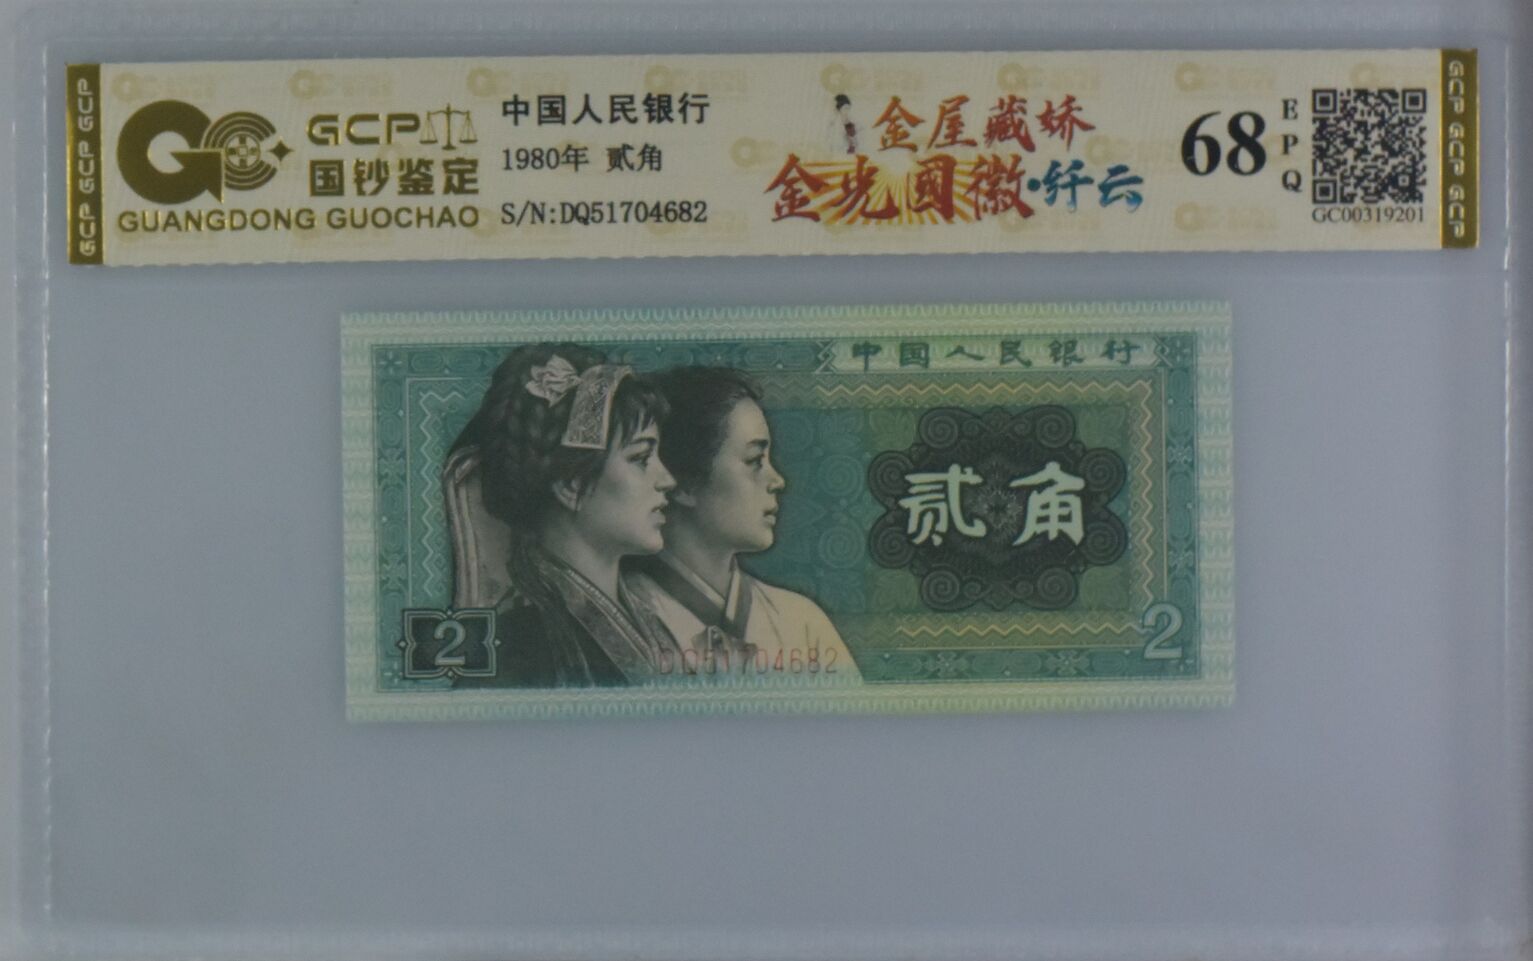 GCP GCP GCP
GCP
国钞鉴定
GUANGDONG GUOCHAO
中国人民银行
1980年 贰角
S/N:DQ51704682
金屋藏娇
金光國徽·纤云
68
EPQ
GC00319201
GCP GCP GCP
中国人民银行
贰角
2
2
DQ51704682